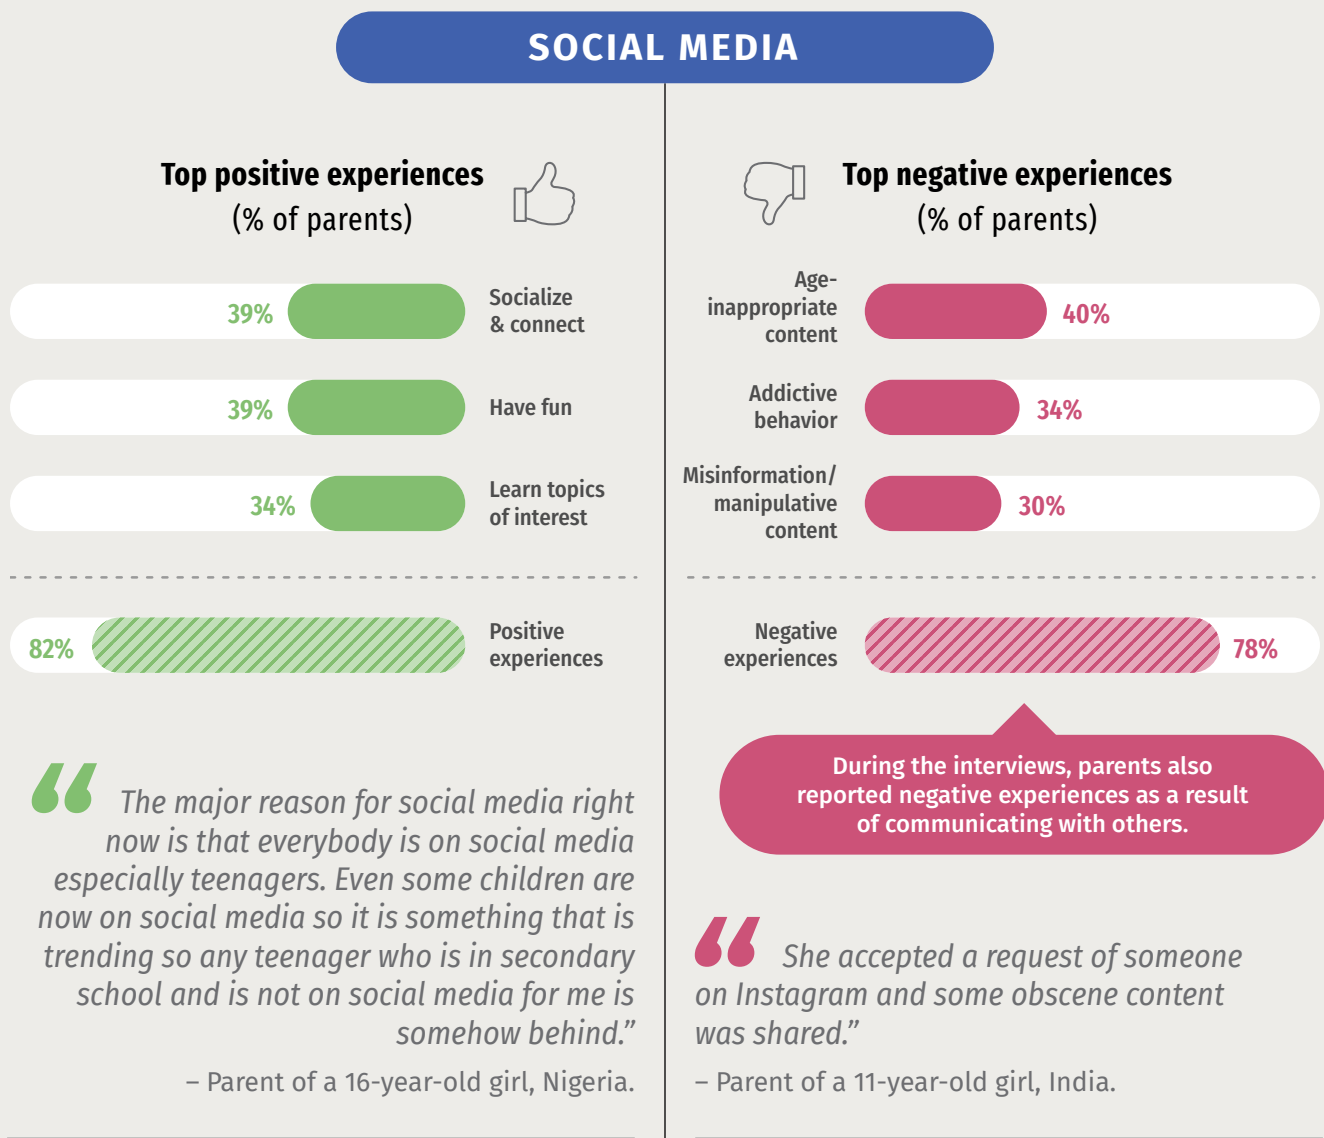 SOCIAL MEDIA
Top positive experiences
(% of parents)
39%
Socialize
& connect
39%
Have fun
34%
Learn topics
of interest
82%
Positive
experiences
“ The major reason for social media right
now is that everybody is on social media
especially teenagers. Even some children are
now on social media so it is something that is
trending so any teenager who is in secondary
school and is not on social media for me is
somehow behind.”
– Parent of a 16-year-old girl, Nigeria.
Top negative experiences
(% of parents)
Age-
inappropriate
content
40%
Addictive
behavior
34%
Misinformation/
manipulative
content
30%
Negative
experiences
78%
During the interviews, parents also
reported negative experiences as a result
of communicating with others.
“ She accepted a request of someone
on Instagram and some obscene content
was shared.”
– Parent of a 11-year-old girl, India.